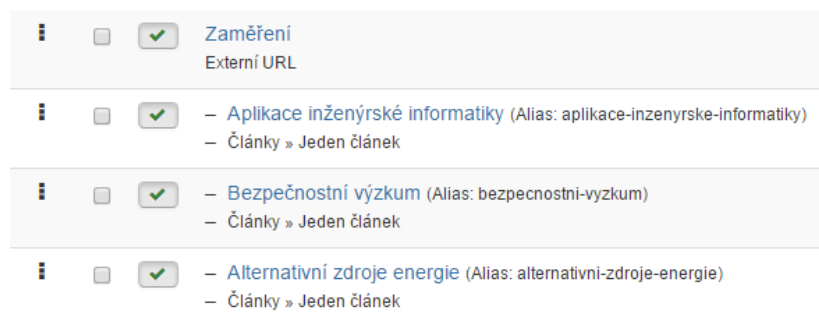 Zaměření
Externí URL
– Aplikace inženýrské informatiky (Alias: aplikace-inzenyrske-informatiky)
– Články » Jeden článek
– Bezpečnostní výzkum (Alias: bezpecnostni-vyzkum)
– Články » Jeden článek
– Alternativní zdroje energie (Alias: alternativni-zdroje-energie)
– Články » Jeden článek